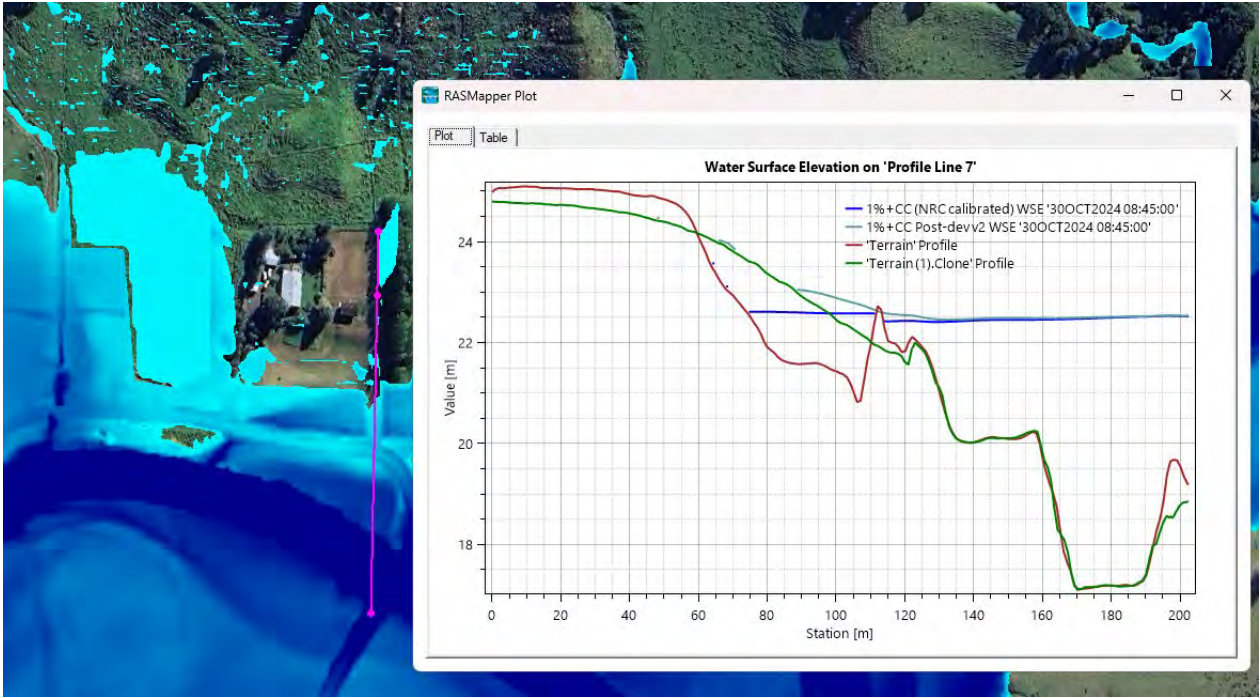 RASMapper Plot
Plot Table
Water Surface Elevation on 'Profile Line 7'
1%+CC (NRC calibrated) WSE '30OCT2024 08:45:00'
1%+CC Post-dev v2 WSE '30OCT2024 08:45:00'
'Terrain' Profile
'Terrain (1).Clone' Profile
24
22
20
18
Value [m]
0 20 40 60 80 100 120 140 160 180 200
Station [m]